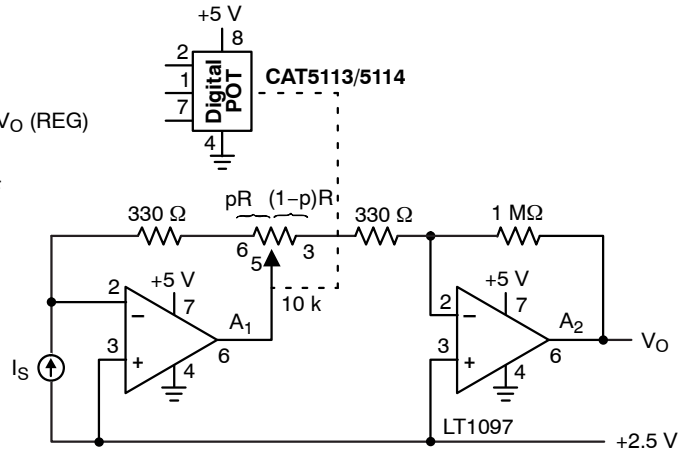 +5 V
8
2
1
7
4
Digital
POT
CAT5113/5114
V_O (REG)
330 Ω
pR
(1−p)R
330 Ω
1 MΩ
6
5
3
10 k
2
3
+5 V
7
−
+
A₁
6
4
I_S
2
3
+5 V
7
−
+
A₂
6
4
V_O
LT1097
+2.5 V